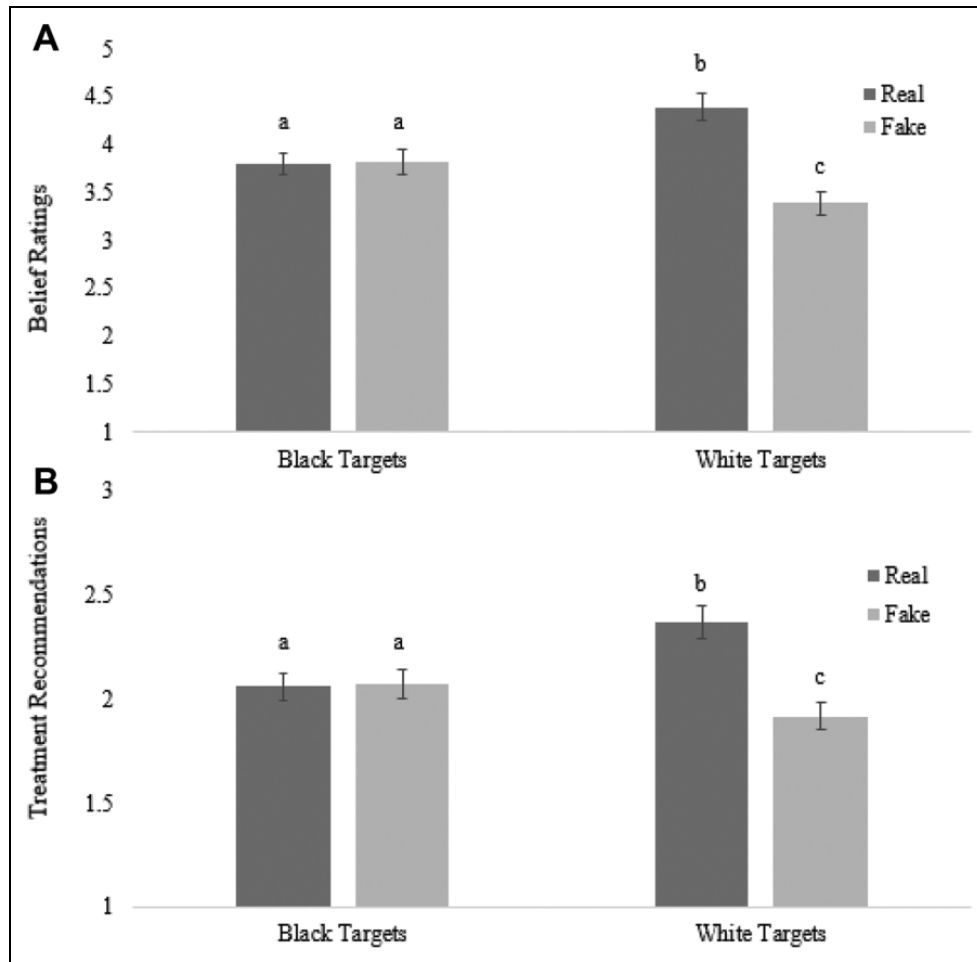 A
5
b
4.5
Real
a
a
Fake
4
c
3.5
Belief Ratings
3
2.5
2
1.5
1
Black Targets
White Targets
B
3
Treatment Recommendations
b
Real
2.5
Fake
a
a
c
2
1.5
1
Black Targets
White Targets